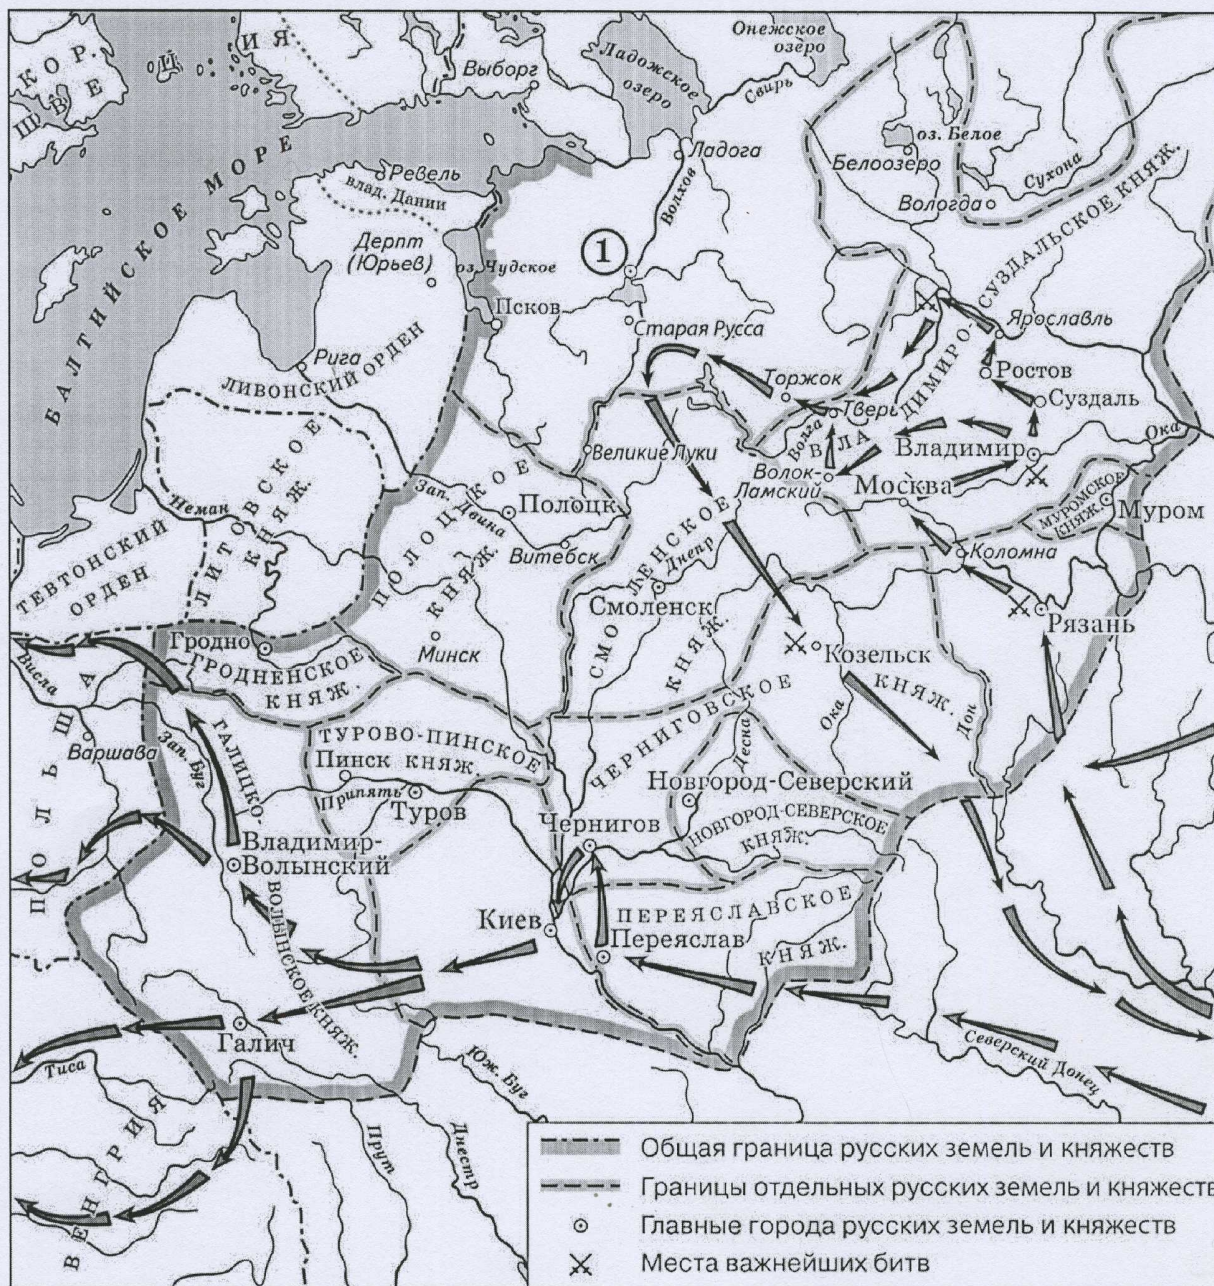 КОР.
ШВЕ
ИЙ
ИЯ
Выборг
Ладожское
озеро
Онежское
озеро
Свирь
БАЛТИЙСКОЕ МОРЕ
Ревель
влад. Дании
Дерпт
(Юрьев)
оз. Чудское
Псков
Ладога
Волхов
1
Старая Русса
оз. Белое
Белоозеро
Сухона
Вологда
ВЛАДИМИРО-СУЗДАЛЬСКОЕ КНЯЖ.
Ярославль
Ростов
Суздаль
Владимир
Ока
Торжок
Тверь
Волга
Волок-
Ламский
Москва
МУРОМСКОЕ
КНЯЖ.
Муром
Коломна
Рязань
Рига
ЛИВОНСКИЙ ОРДЕН
ЛИТОВСКОЕ
КНЯЖ.
Неман
ТЕВТОНСКИЙ
ОРДЕН
Великие Луки
Зап. Двина
Полоцк
Витебск
ПОЛОЦКОЕ
КНЯЖ.
Минск
СМОЛЕНСКОЕ
КНЯЖ.
Днепр
Смоленск
Козельск
Гродно
ГРОДНЕНСКОЕ
КНЯЖ.
Висла
Варшава
ПОЛЬША
Зап. Буг
ГАЛИЦКО-
ВОЛЫНСКОЕ КНЯЖ.
ТУРОВО-ПИНСКОЕ
КНЯЖ.
Пинск
Припять
Туров
ЧЕРНИГОВСКОЕ
КНЯЖ.
Десна
Ока
Дон
Новгород-Северский
НОВГОРОД-СЕВЕРСКОЕ
КНЯЖ.
Чернигов
Владимир-
Волынский
Киев
ПЕРЕЯСЛАВСКОЕ
КНЯЖ.
Переяслав
Галич
Тиса
ВЕНГРИЯ
Прут
Днестр
Юж. Буг
Северский Донец
Общая граница русских земель и княжеств
Границы отдельных русских земель и княжеств
Главные города русских земель и княжеств
Места важнейших битв